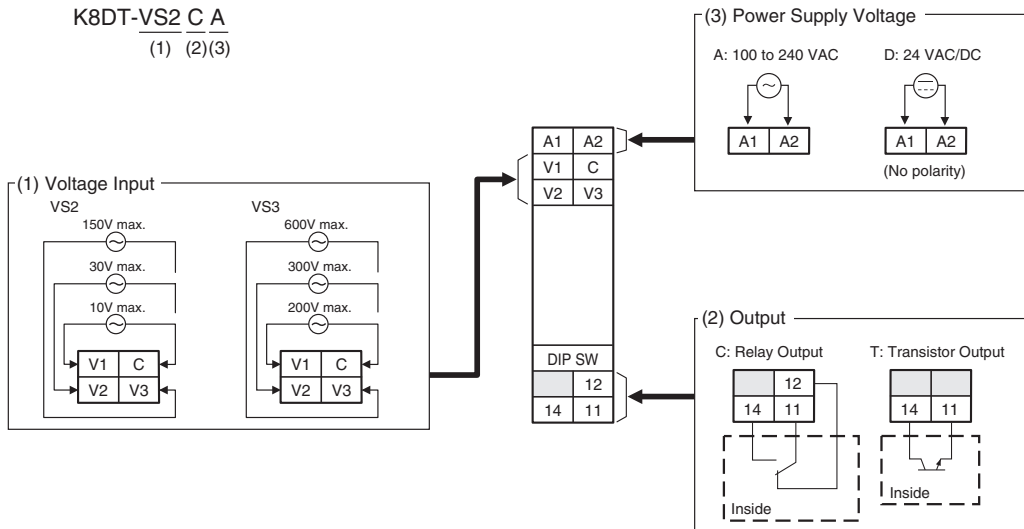 K8DT-VS2 C A
(1) (2)(3)
(3) Power Supply Voltage
A: 100 to 240 VAC
D: 24 VAC/DC
A1 A2
A1 A2
(No polarity)
A1 A2
V1 C
V2 V3
DIP SW
12
14 11
(1) Voltage Input
VS2
150V max.
30V max.
10V max.
V1 C
V2 V3
VS3
600V max.
300V max.
200V max.
V1 C
V2 V3
(2) Output
C: Relay Output
12
14 11
Inside
T: Transistor Output
14 11
Inside